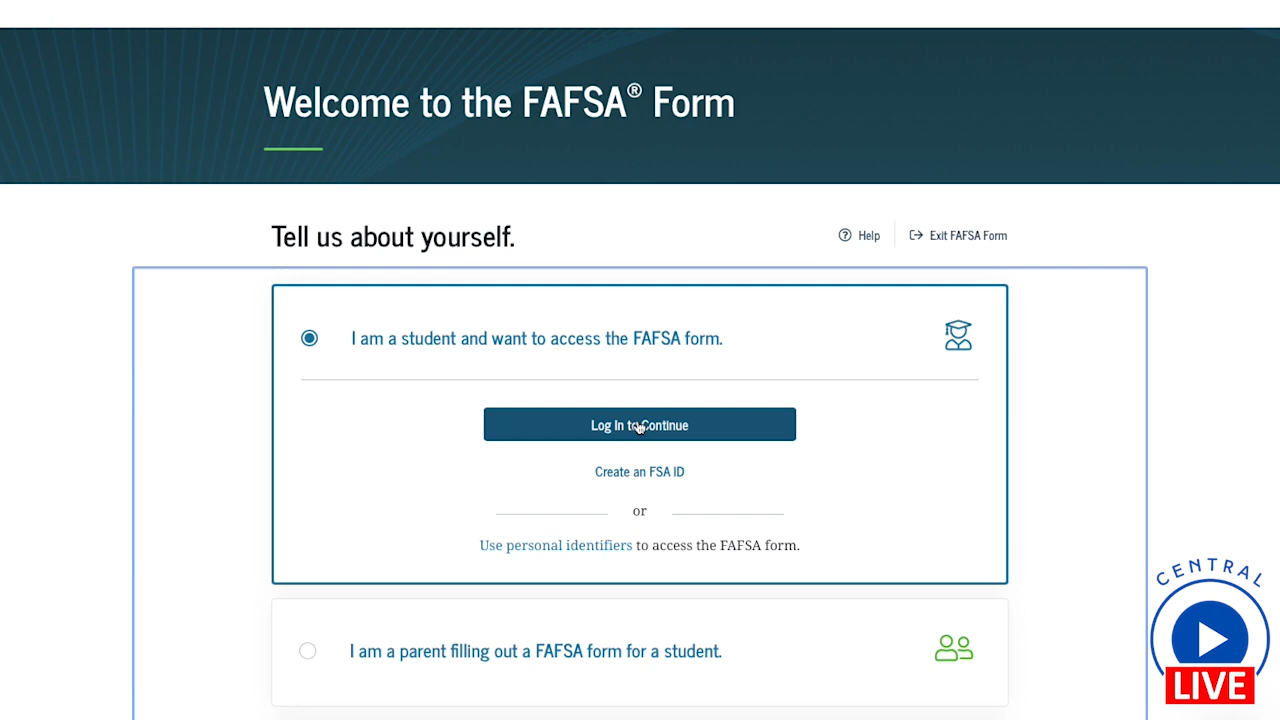 Welcome to the FAFSA® Form
Tell us about yourself.
Help
Exit FAFSA Form
I am a student and want to access the FAFSA form.
Log In to Continue
Create an FSA ID
or
Use personal identifiers to access the FAFSA form.
I am a parent filling out a FAFSA form for a student.
CENTRAL
LIVE